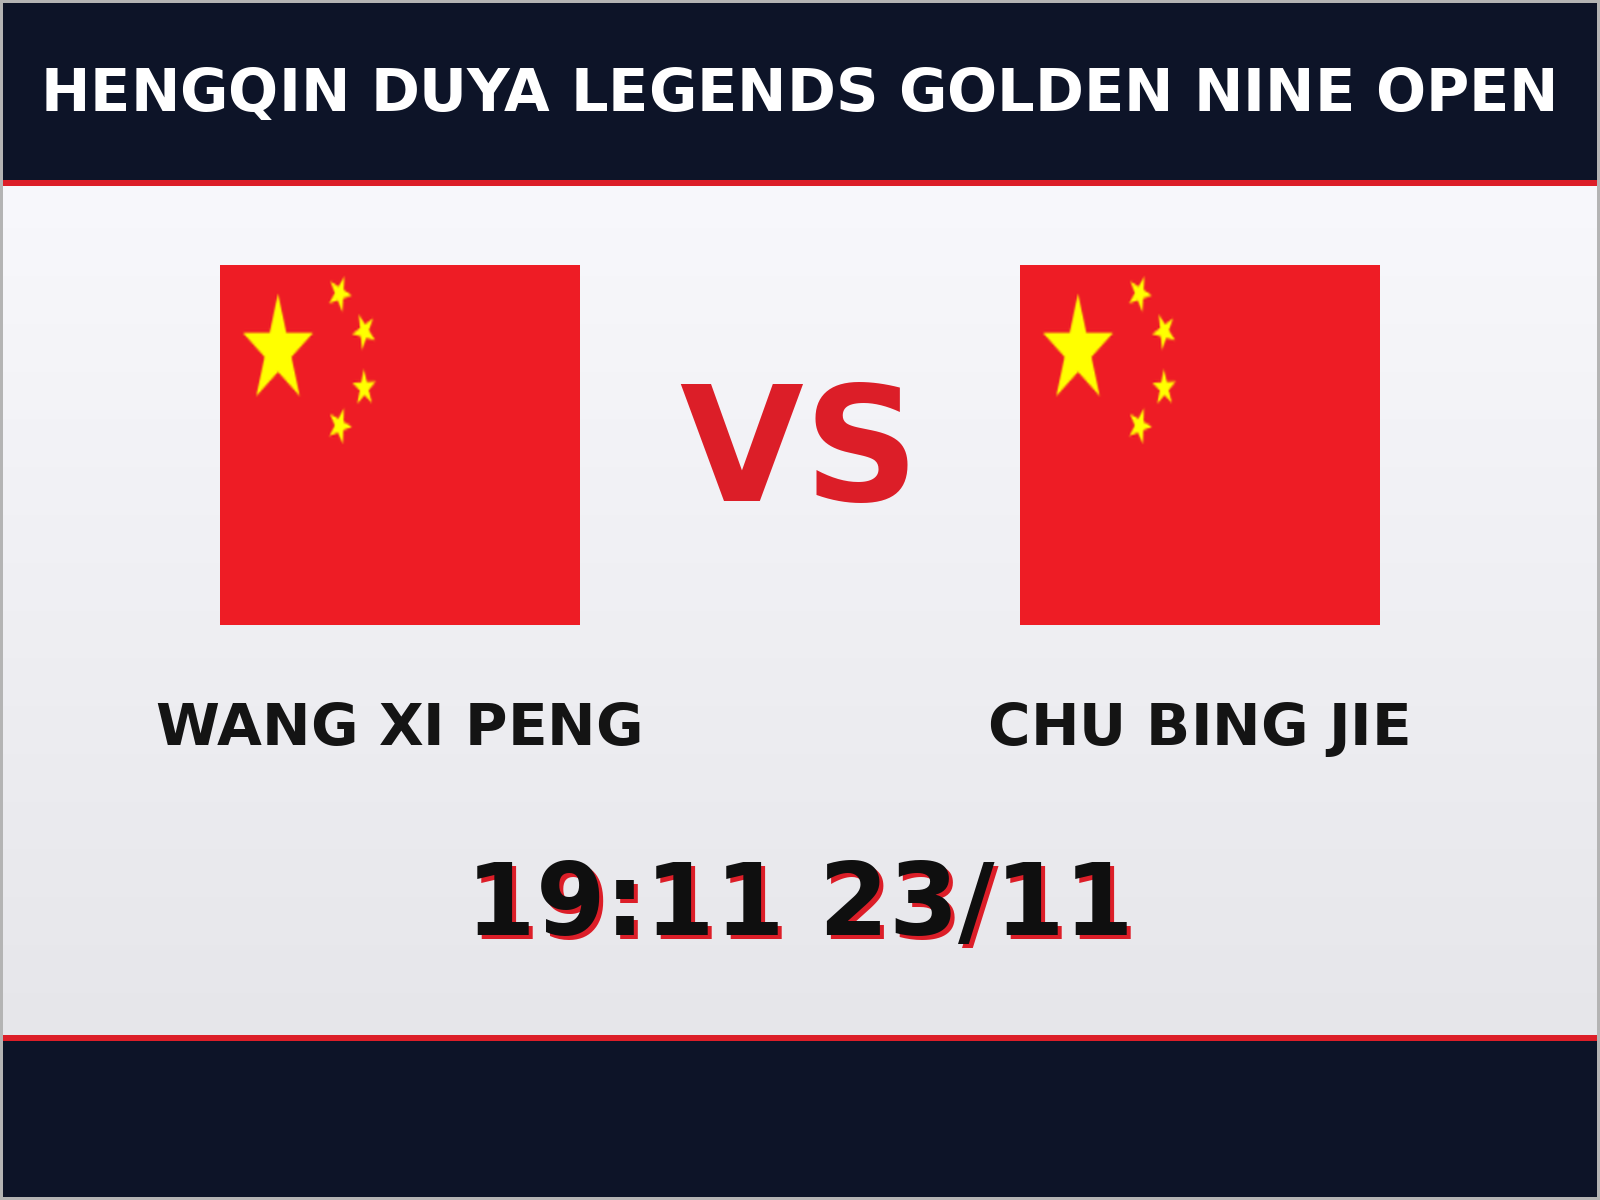 HENGQIN DUYA LEGENDS GOLDEN NINE OPEN
VS
WANG XI PENG
CHU BING JIE
19:11 23/11